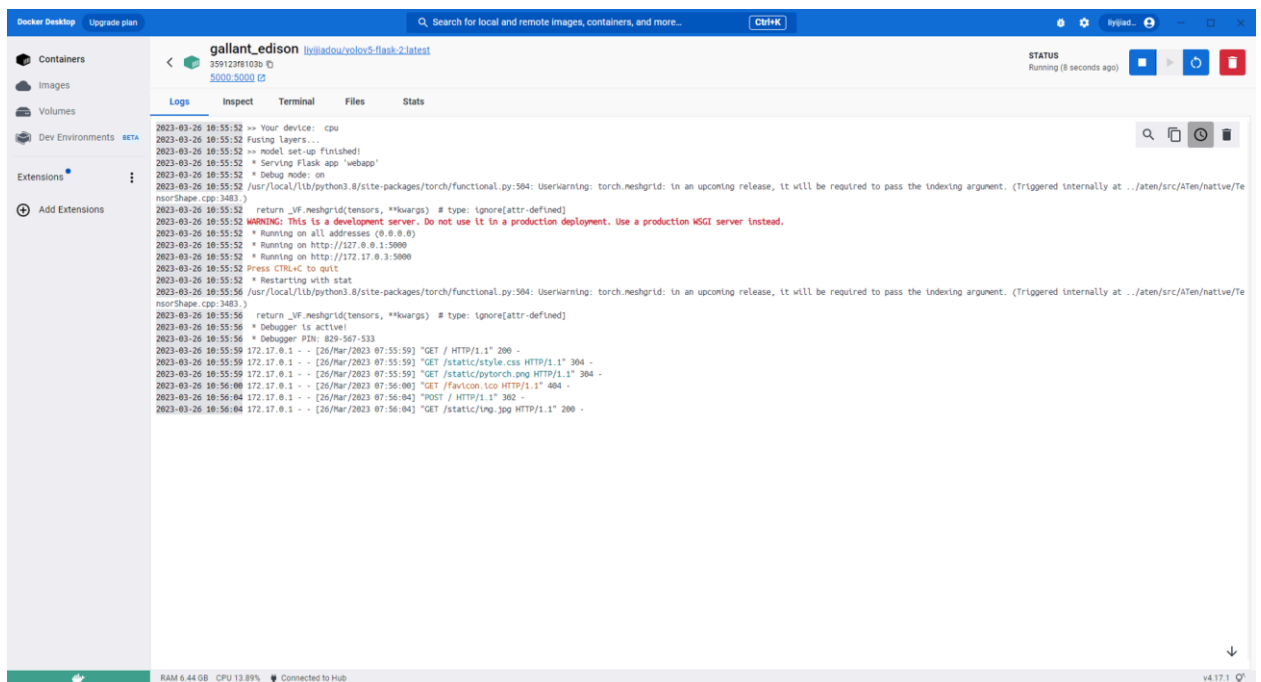 Docker Desktop Upgrade plan
Search for local and remote images, containers, and more...
Ctrl+K
liyijiad..
Containers
Images
Volumes
Dev Environments BETA
Extensions
Add Extensions
gallant_edison liyijiadou/yolov5-flask-2:latest
359123f8103b
5000:5000
STATUS
Running (8 seconds ago)
Logs Inspect Terminal Files Stats
2023-03-26 10:55:52 >> Your device: cpu
2023-03-26 10:55:52 Fusing layers...
2023-03-26 10:55:52 >> model set-up finished!
2023-03-26 10:55:52 * Serving Flask app 'webapp'
2023-03-26 10:55:52 * Debug mode: on
2023-03-26 10:55:52 /usr/local/lib/python3.8/site-packages/torch/functional.py:504: UserWarning: torch.meshgrid: in an upcoming release, it will be required to pass the indexing argument. (Triggered internally at ../aten/src/ATen/native/Te
nsorShape.cpp:3483.)
2023-03-26 10:55:52 return _VF.meshgrid(tensors, **kwargs) # type: ignore[attr-defined]
2023-03-26 10:55:52 WARNING: This is a development server. Do not use it in a production deployment. Use a production WSGI server instead.
2023-03-26 10:55:52 * Running on all addresses (0.0.0.0)
2023-03-26 10:55:52 * Running on http://127.0.0.1:5000
2023-03-26 10:55:52 * Running on http://172.17.0.3:5000
2023-03-26 10:55:52 Press CTRL+C to quit
2023-03-26 10:55:52 * Restarting with stat
2023-03-26 10:55:56 /usr/local/lib/python3.8/site-packages/torch/functional.py:504: UserWarning: torch.meshgrid: in an upcoming release, it will be required to pass the indexing argument. (Triggered internally at ../aten/src/ATen/native/Te
nsorShape.cpp:3483.)
2023-03-26 10:55:56 return _VF.meshgrid(tensors, **kwargs) # type: ignore[attr-defined]
2023-03-26 10:55:56 * Debugger is active!
2023-03-26 10:55:56 * Debugger PIN: 829-567-533
2023-03-26 10:55:59 172.17.0.1 - - [26/Mar/2023 07:55:59] "GET / HTTP/1.1" 200 -
2023-03-26 10:55:59 172.17.0.1 - - [26/Mar/2023 07:55:59] "GET /static/style.css HTTP/1.1" 304 -
2023-03-26 10:55:59 172.17.0.1 - - [26/Mar/2023 07:55:59] "GET /static/pytorch.png HTTP/1.1" 304 -
2023-03-26 10:56:00 172.17.0.1 - - [26/Mar/2023 07:56:00] "GET /favicon.ico HTTP/1.1" 404 -
2023-03-26 10:56:04 172.17.0.1 - - [26/Mar/2023 07:56:04] "POST / HTTP/1.1" 302 -
2023-03-26 10:56:04 172.17.0.1 - - [26/Mar/2023 07:56:04] "GET /static/img.jpg HTTP/1.1" 200 -
RAM 6.44 GB CPU 13.89% Connected to Hub
v4.17.1